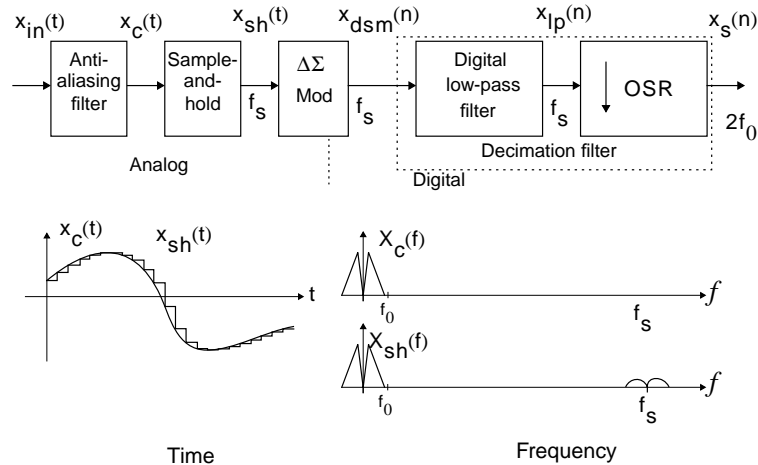 x_in(t) x_c(t) x_sh(t) x_dsm(n) x_lp(n) x_s(n)
Anti-
aliasing
filter
Sample-
and-
hold
f_s
ΔΣ
Mod
f_s
Digital
low-pass
filter
f_s
OSR
2f_0
Decimation filter
Analog
Digital
x_c(t)
x_sh(t)
t
X_c(f)
f_0
f_s
f
X_sh(f)
f_0
f_s
f
Time
Frequency